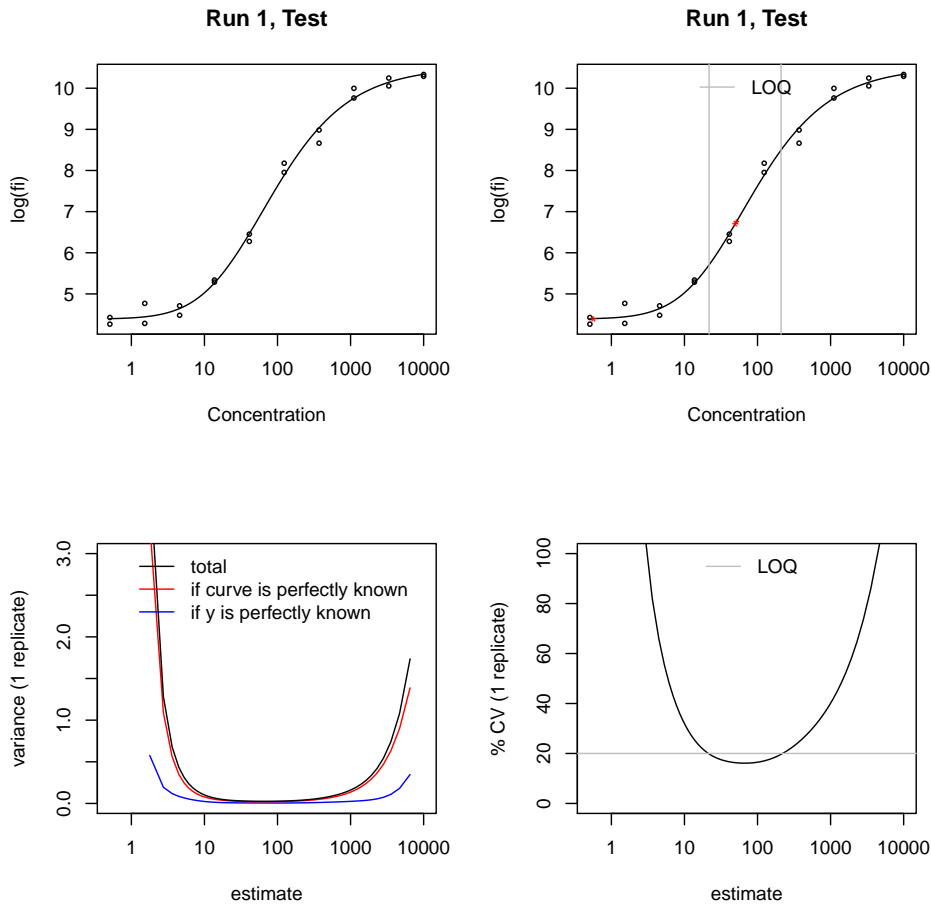 Run 1, Test
log(fi)
10
9
8
7
6
5
1 10 100 1000 10000
Concentration
Run 1, Test
LOQ
log(fi)
10
9
8
7
6
5
1 10 100 1000 10000
Concentration
total
if curve is perfectly known
if y is perfectly known
variance (1 replicate)
3.0
2.0
1.0
0.0
1 10 100 1000 10000
estimate
LOQ
% CV (1 replicate)
100
80
60
40
20
0
1 10 100 1000 10000
estimate